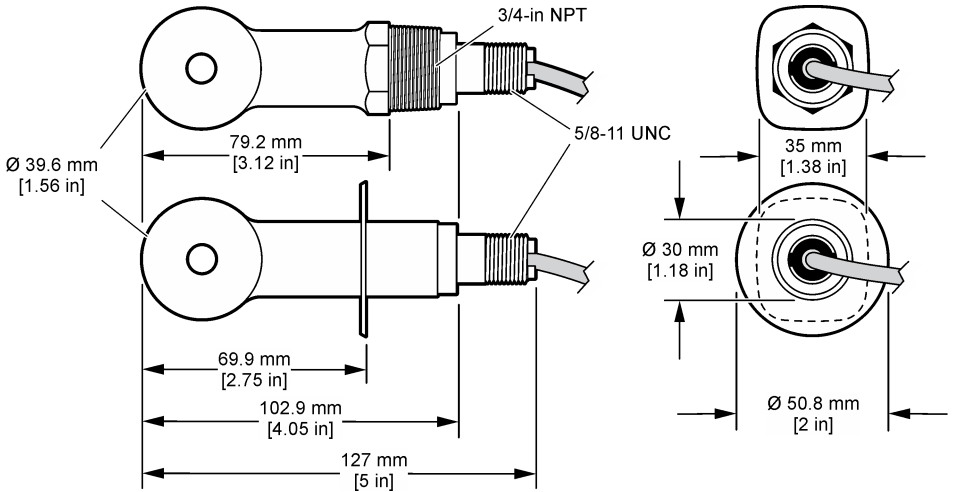 3/4-in NPT
5/8-11 UNC
79.2 mm
[3.12 in]
Ø 39.6 mm
[1.56 in]
35 mm
[1.38 in]
Ø 30 mm
[1.18 in]
69.9 mm
[2.75 in]
102.9 mm
[4.05 in]
Ø 50.8 mm
[2 in]
127 mm
[5 in]